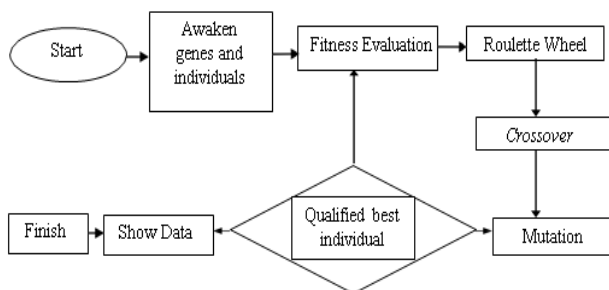 Start
Awaken
genes and
individuals
Fitness Evaluation
Roulette Wheel
Crossover
Finish
Show Data
Qualified best
individual
Mutation